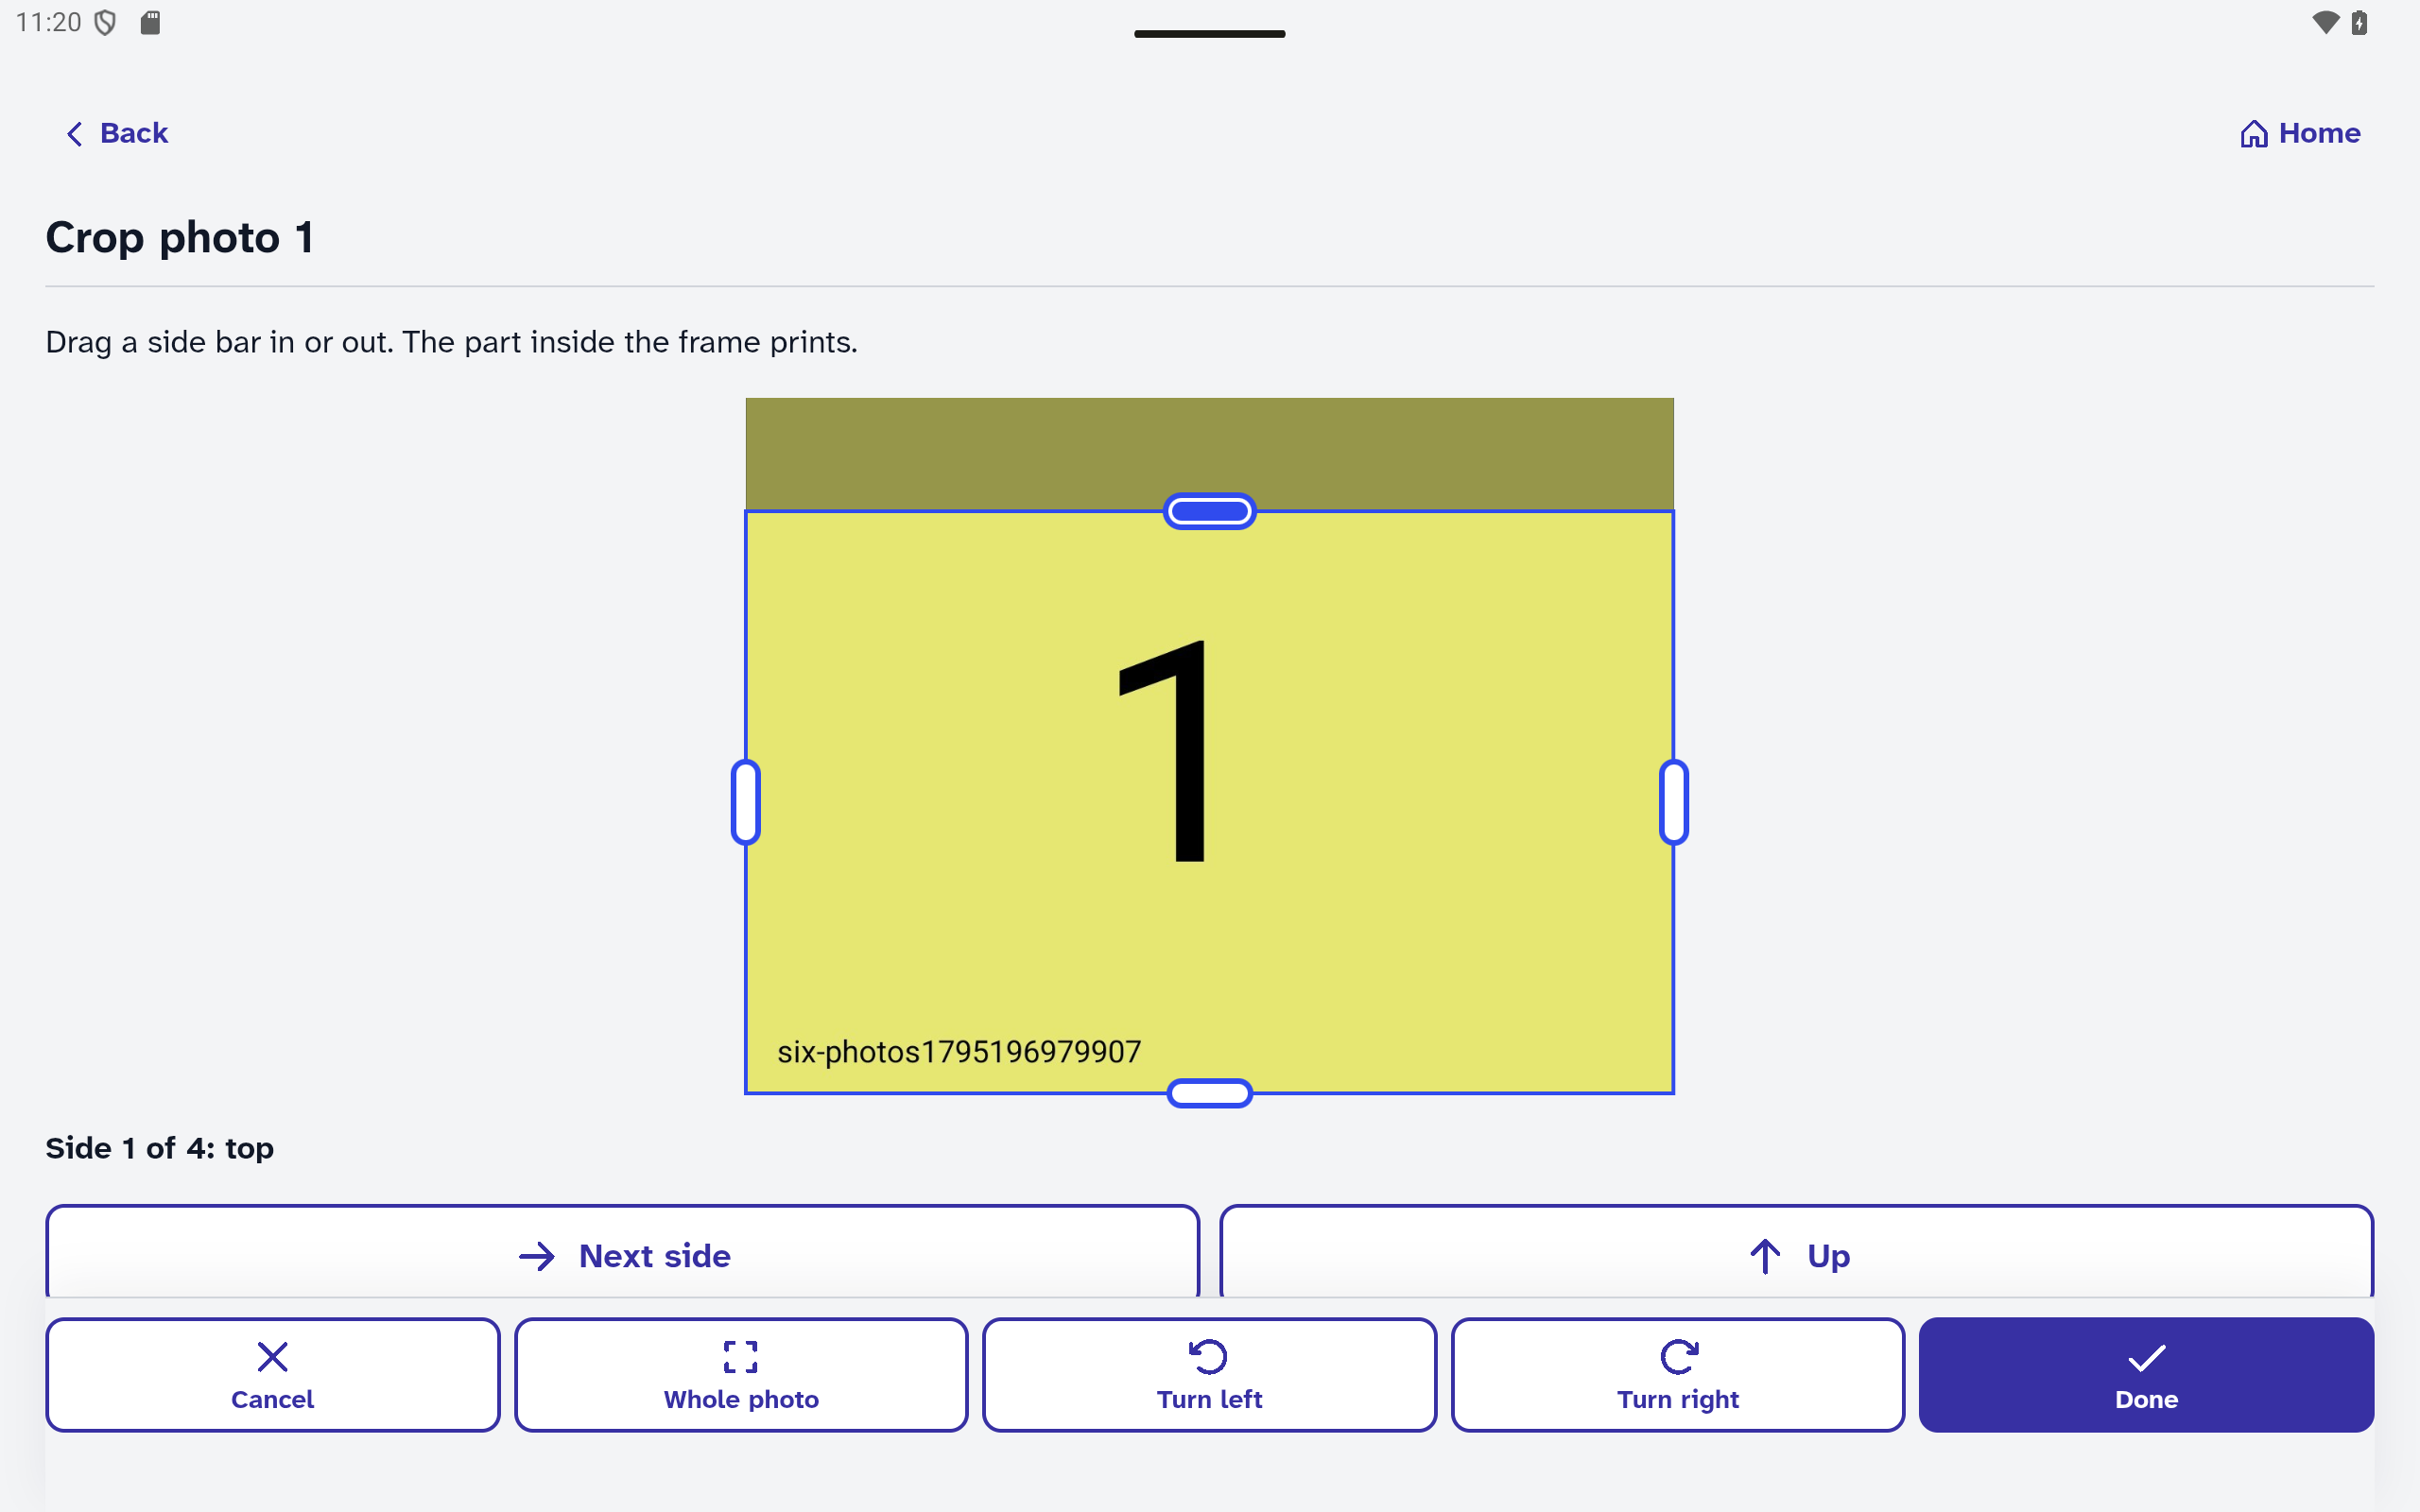 11:20
Back
Home
Crop photo 1
Drag a side bar in or out. The part inside the frame prints.
1
six-photos1795196979907
Side 1 of 4: top
Next side
Up
Cancel
Whole photo
Turn left
Turn right
Done